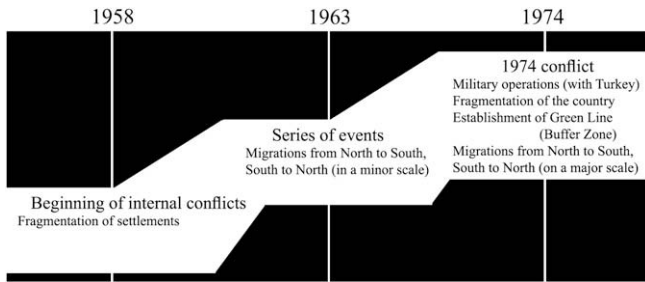 1958
1963
1974
1974 conflict
Military operations (with Turkey)
Fragmentation of the country
Establishment of Green Line
(Buffer Zone)
Migrations from North to South,
South to North (on a major scale)
Series of events
Migrations from North to South,
South to North (in a minor scale)
Beginning of internal conflicts
Fragmentation of settlements